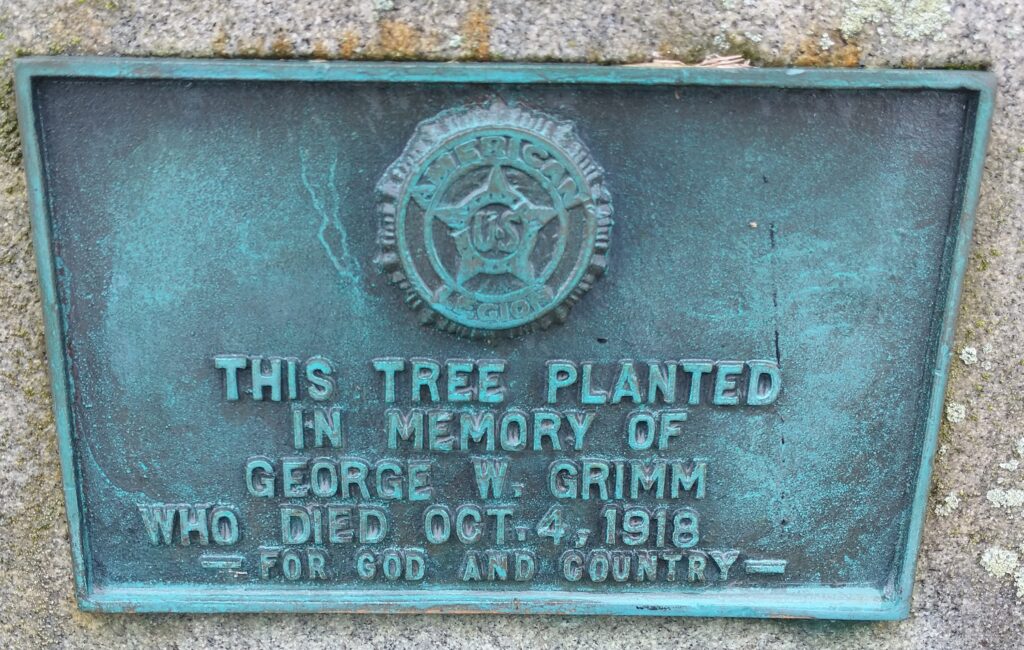 AMERICAN
US
LEGION
THIS TREE PLANTED
IN MEMORY OF
GEORGE W. GRIMM
WHO DIED OCT. 4, 1918
— FOR GOD AND COUNTRY —